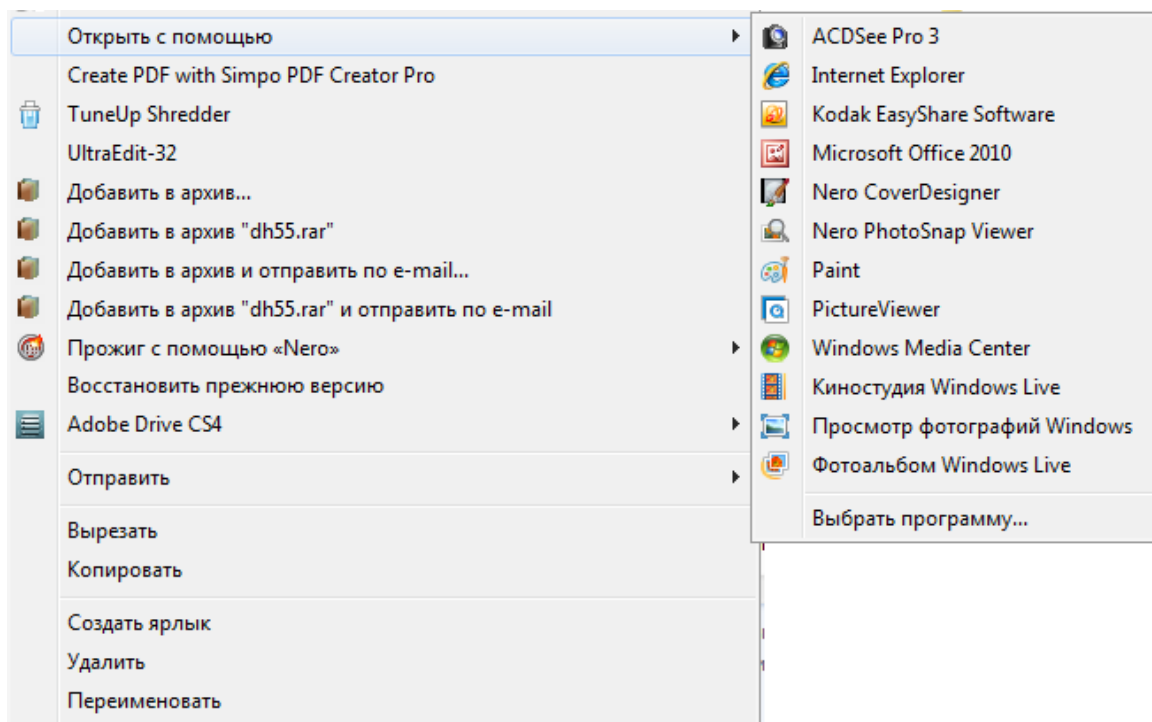 Открыть с помощью
Create PDF with Simpo PDF Creator Pro
TuneUp Shredder
UltraEdit-32
Добавить в архив...
Добавить в архив "dh55.rar"
Добавить в архив и отправить по e-mail...
Добавить в архив "dh55.rar" и отправить по e-mail
Прожиг с помощью «Nero»
Восстановить прежнюю версию
Adobe Drive CS4
Отправить
Вырезать
Копировать
Создать ярлык
Удалить
Переименовать
ACDSee Pro 3
Internet Explorer
Kodak EasyShare Software
Microsoft Office 2010
Nero CoverDesigner
Nero PhotoSnap Viewer
Paint
PictureViewer
Windows Media Center
Киностудия Windows Live
Просмотр фотографий Windows
Фотоальбом Windows Live
Выбрать программу...